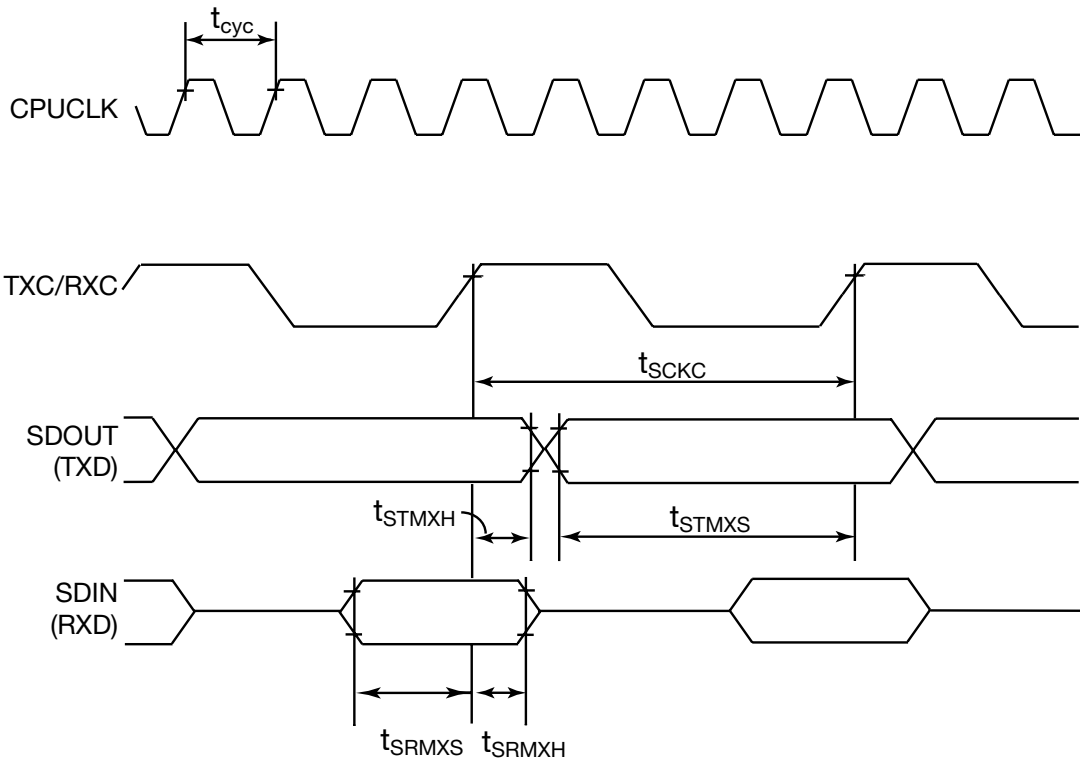 tcyc
CPUCLK
TXC/RXC
tSCKC
SDOUT
(TXD)
tSTMXH
tSTMXS
SDIN
(RXD)
tSRMXS
tSRMXH